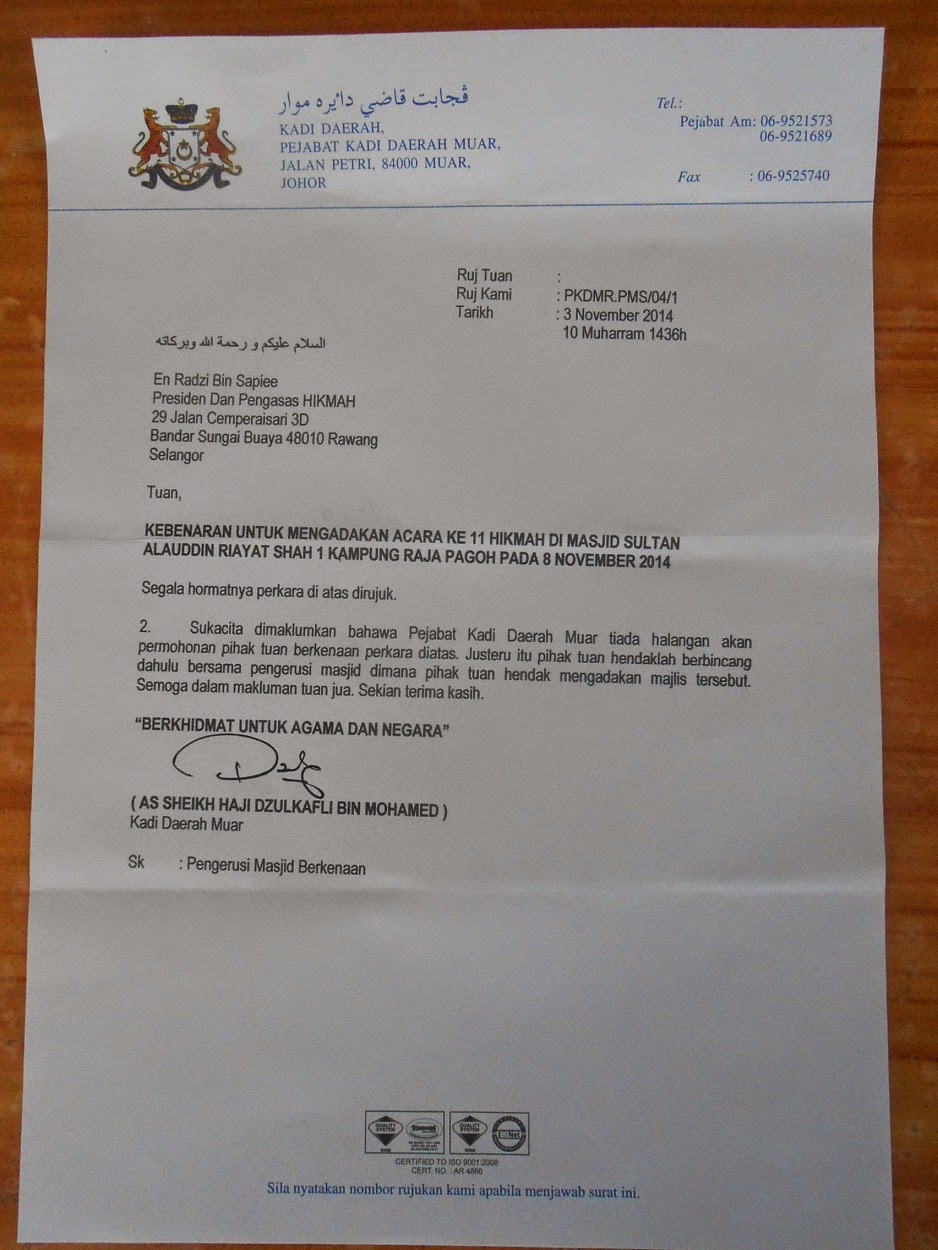 ڤجابت قاضي دائيره موار
KADI DAERAH,
PEJABAT KADI DAERAH MUAR,
JALAN PETRI, 84000 MUAR,
JOHOR
Tel.:
Pejabat Am: 06-9521573
06-9521689
Fax : 06-9525740
Ruj Tuan :
Ruj Kami : PKDMR.PMS/04/1
Tarikh : 3 November 2014
10 Muharram 1436h
السلام عليكم و رحمة الله وبركاته
En Radzi Bin Sapiee
Presiden Dan Pengasas HIKMAH
29 Jalan Cemperaisari 3D
Bandar Sungai Buaya 48010 Rawang
Selangor
Tuan,
KEBENARAN UNTUK MENGADAKAN ACARA KE 11 HIKMAH DI MASJID SULTAN
ALAUDDIN RIAYAT SHAH 1 KAMPUNG RAJA PAGOH PADA 8 NOVEMBER 2014
Segala hormatnya perkara di atas dirujuk.
2. Sukacita dimaklumkan bahawa Pejabat Kadi Daerah Muar tiada halangan akan
permohonan pihak tuan berkenaan perkara diatas. Justeru itu pihak tuan hendaklah berbincang
dahulu bersama pengerusi masjid dimana pihak tuan hendak mengadakan majlis tersebut.
Semoga dalam makluman tuan jua. Sekian terima kasih.
“BERKHIDMAT UNTUK AGAMA DAN NEGARA”
( AS SHEIKH HAJI DZULKAFLI BIN MOHAMED )
Kadi Daerah Muar
Sk : Pengerusi Masjid Berkenaan
QUALITY SYSTEM
QUALITY SYSTEM
CERTIFIED TO ISO 9001:2008
CERT. NO. : AR 4866
Sila nyatakan nombor rujukan kami apabila menjawab surat ini.